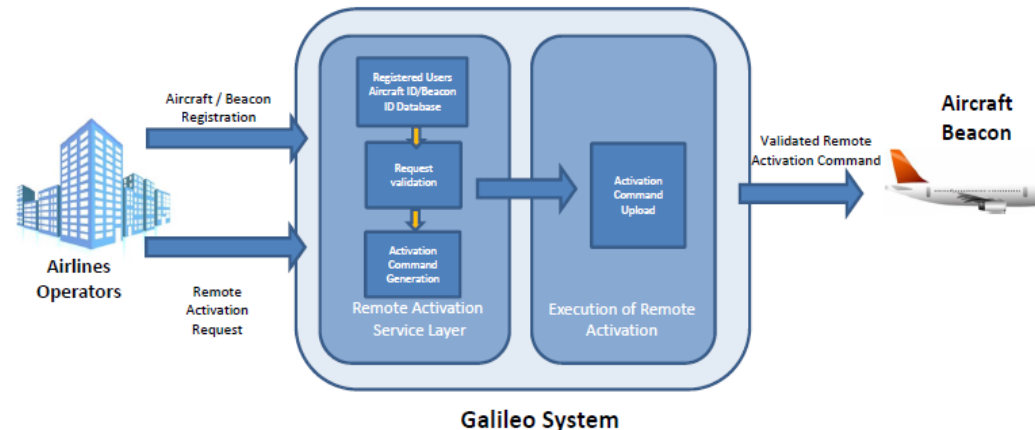 Aircraft / Beacon
Registration
Airlines
Operators
Remote
Activation
Request
Registered Users
Aircraft ID/Beacon
ID Database
Request
validation
Activation
Command
Generation
Remote Activation
Service Layer
Activation
Command
Upload
Execution of Remote
Activation
Validated Remote
Activation Command
Aircraft
Beacon
Galileo System